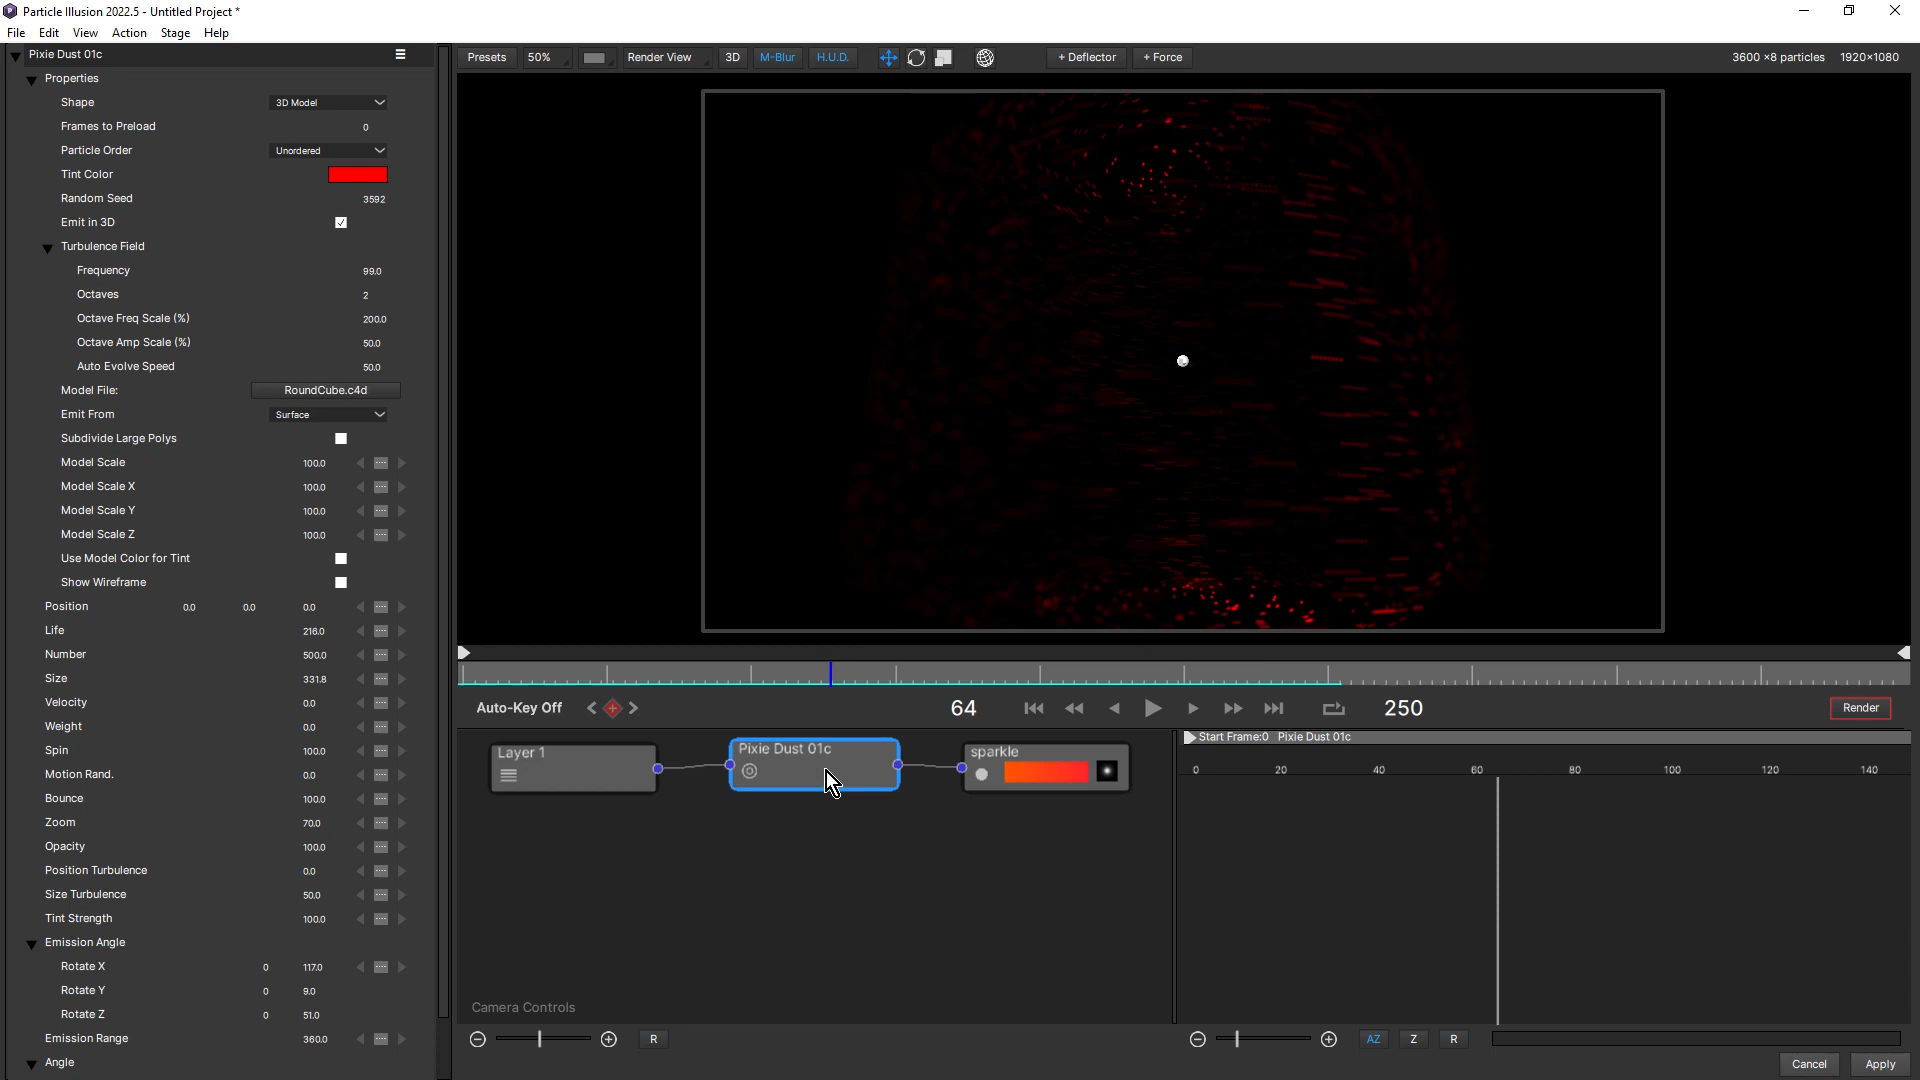 Particle Illusion 2022.5 - Untitled Project *
File Edit View Action Stage Help
Pixie Dust 01c
Presets 50% Render View 3D M-Blur H.U.D. + Deflector + Force 3600 ×8 particles 1920×1080
Properties
Shape 3D Model
Frames to Preload 0
Particle Order Unordered
Tint Color
Random Seed 3592
Emit in 3D
Turbulence Field
Frequency 99.0
Octaves 2
Octave Freq Scale (%) 200.0
Octave Amp Scale (%) 50.0
Auto Evolve Speed 50.0
Model File: RoundCube.c4d
Emit From Surface
Subdivide Large Polys
Model Scale 100.0
Model Scale X 100.0
Model Scale Y 100.0
Model Scale Z 100.0
Use Model Color for Tint
Show Wireframe
Position 0.0 0.0 0.0
Life 216.0
Number 500.0
Size 331.8
Velocity 0.0
Weight 0.0
Spin 100.0
Motion Rand. 0.0
Bounce 100.0
Zoom 70.0
Opacity 100.0
Position Turbulence 0.0
Size Turbulence 50.0
Tint Strength 100.0
Emission Angle
Rotate X 0 117.0
Rotate Y 0 9.0
Rotate Z 0 51.0
Emission Range 360.0
Angle
Auto-Key Off 64 250 Render
Layer 1
Pixie Dust 01c
sparkle
Start Frame:0 Pixie Dust 01c
0 20 40 60 80 100 120 140
Camera Controls
R
AZ Z R
Cancel Apply